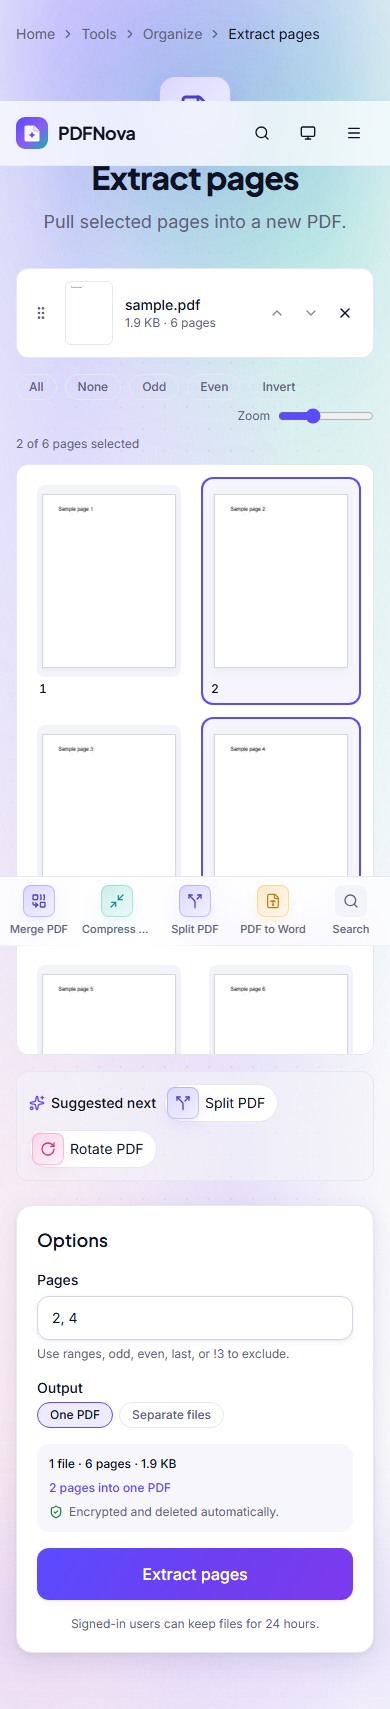 Home > Tools > Organize > Extract pages
PDFNova
Extract pages
Pull selected pages into a new PDF.
sample.pdf
1.9 KB · 6 pages
All None Odd Even Invert
Zoom
2 of 6 pages selected
Sample page 1 Sample page 2
1 2
Sample page 3 Sample page 4
Merge PDF Compress ... Split PDF PDF to Word Search
Sample page 5 Sample page 6
Suggested next Split PDF
Rotate PDF
Options
Pages
2, 4
Use ranges, odd, even, last, or !3 to exclude.
Output
One PDF Separate files
1 file · 6 pages · 1.9 KB
2 pages into one PDF
Encrypted and deleted automatically.
Extract pages
Signed-in users can keep files for 24 hours.